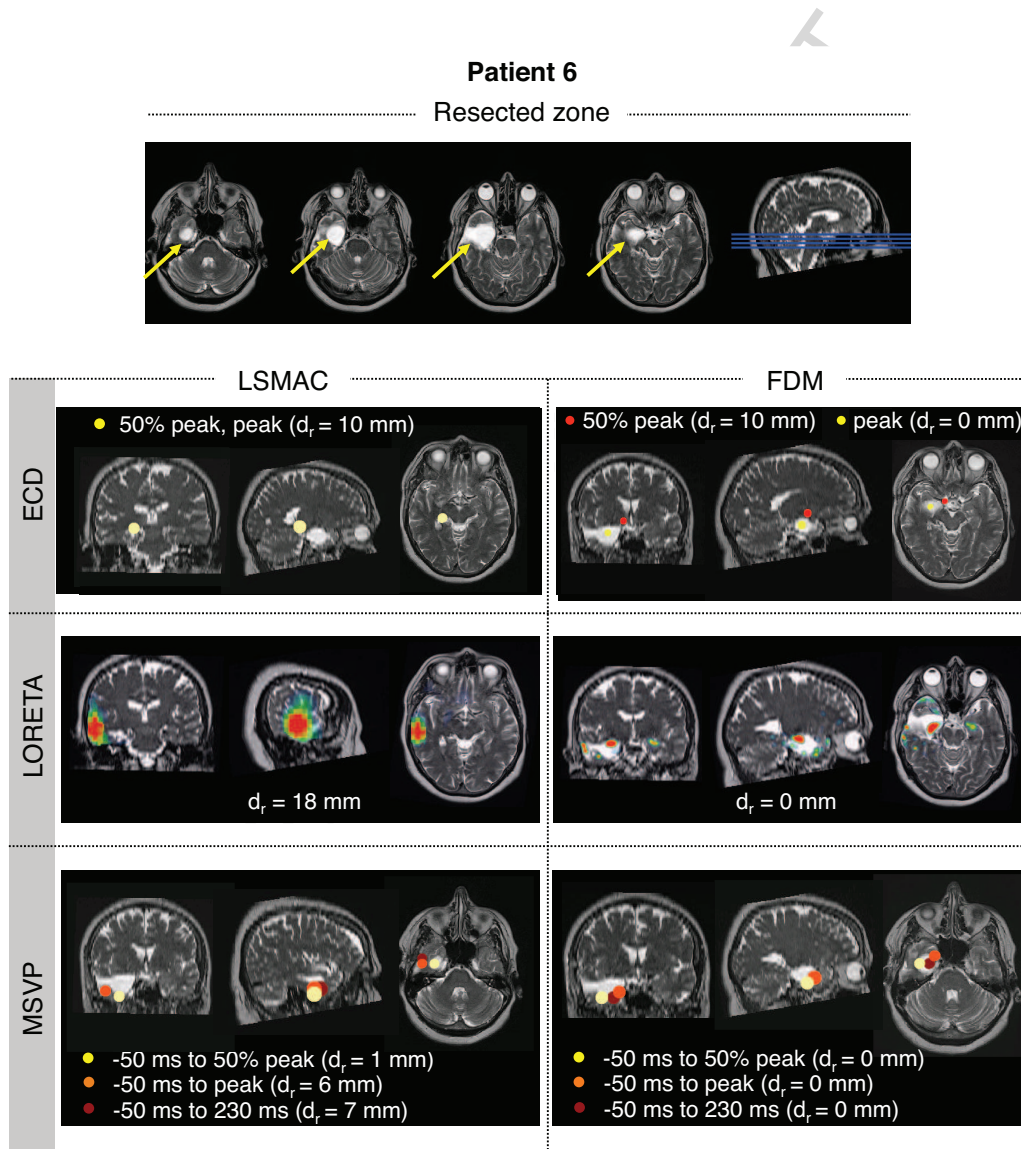 Patient 6
Resected zone
LSMAC
FDM
ECD
50% peak, peak (dr = 10 mm)
50% peak (dr = 10 mm)
peak (dr = 0 mm)
LORETA
dr = 18 mm
dr = 0 mm
MSVP
-50 ms to 50% peak (dr = 1 mm)
-50 ms to peak (dr = 6 mm)
-50 ms to 230 ms (dr = 7 mm)
-50 ms to 50% peak (dr = 0 mm)
-50 ms to peak (dr = 0 mm)
-50 ms to 230 ms (dr = 0 mm)